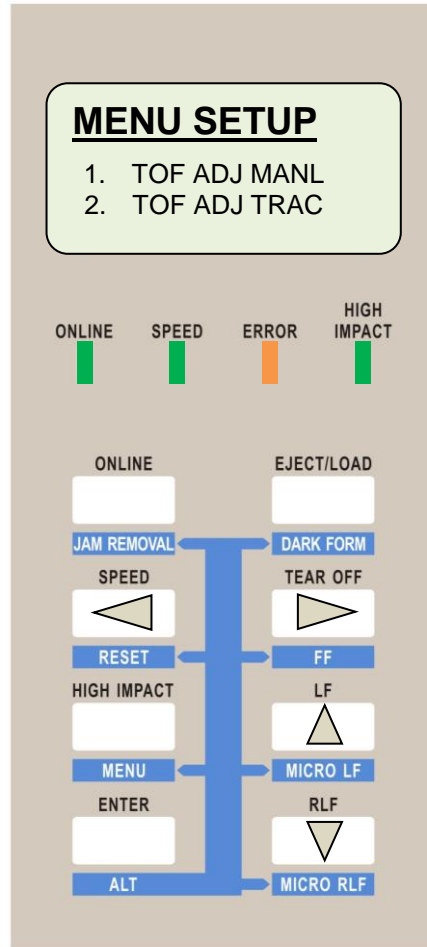 MENU SETUP
1. TOF ADJ MANL
2. TOF ADJ TRAC
HIGH
ONLINE SPEED ERROR IMPACT
ONLINE EJECT/LOAD
JAM REMOVAL DARK FORM
SPEED TEAR OFF
RESET FF
HIGH IMPACT LF
MENU MICRO LF
ENTER RLF
ALT MICRO RLF